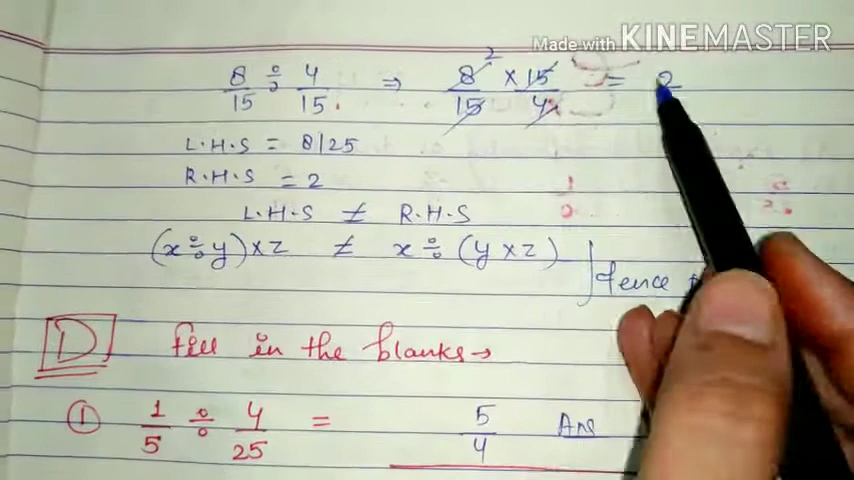 Made with KINEMASTER
8/15 ÷ 4/15 ⇒ 8/15 2 × 15/4 = 2
L.H.S = 8/25
R.H.S = 2
L.H.S ≠ R.H.S
(x ÷ y) × z ≠ x ÷ (y × z)
Hence
D Fill in the blanks →
① 1/5 ÷ 4/25 = 5/4 Ans